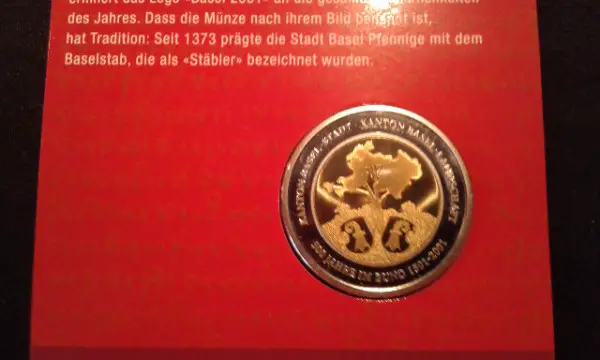 des Jahres. Dass die Münze nach ihrem Bild benannt ist,
hat Tradition: Seit 1373 prägte die Stadt Basel Pfennige mit dem
Baselstab, die als «Stäbler» bezeichnet wurden.
KANTON BASEL-STADT · KANTON BASEL-LANDSCHAFT
500 JAHRE IM BUND 1501-2001